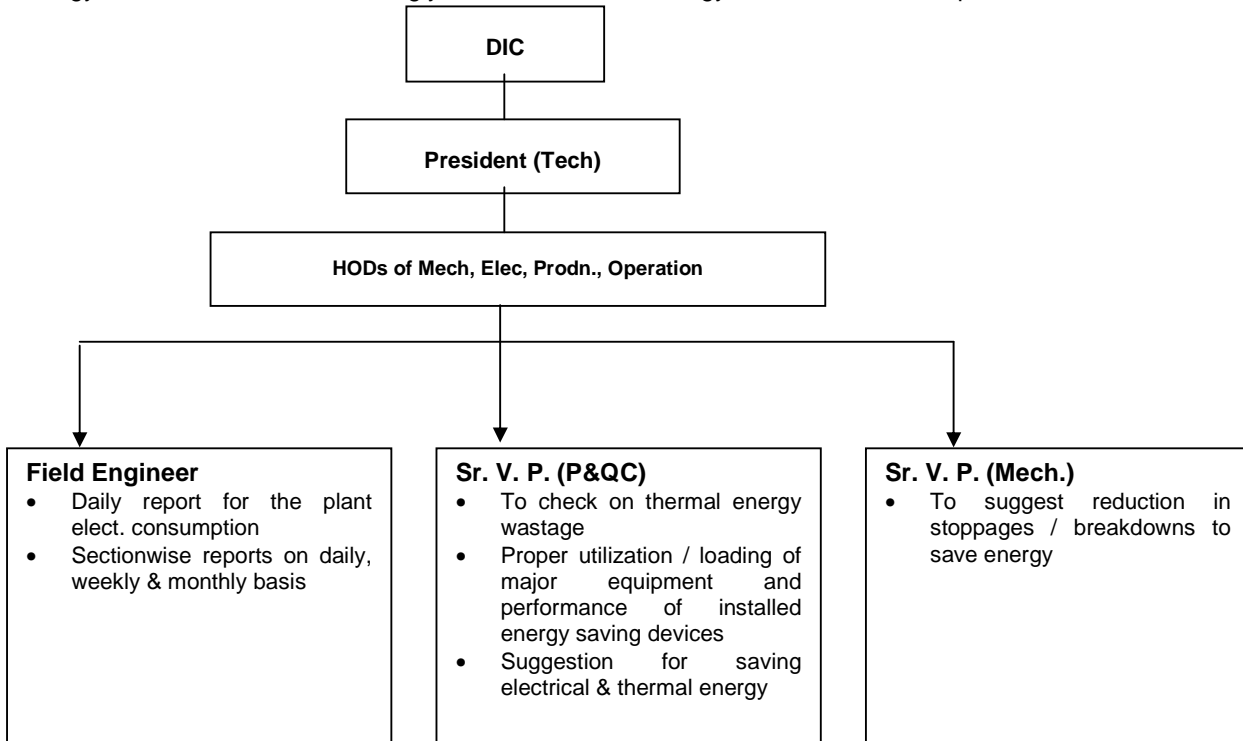 DIC
President (Tech)
HODs of Mech, Elec, Prodn., Operation
Field Engineer
• Daily report for the plant
elect. consumption
• Sectionwise reports on daily,
weekly & monthly basis
Sr. V. P. (P&QC)
• To check on thermal energy
wastage
• Proper utilization / loading of
major equipment and
performance of installed
energy saving devices
• Suggestion for saving
electrical & thermal energy
Sr. V. P. (Mech.)
• To suggest reduction in
stoppages / breakdowns to
save energy